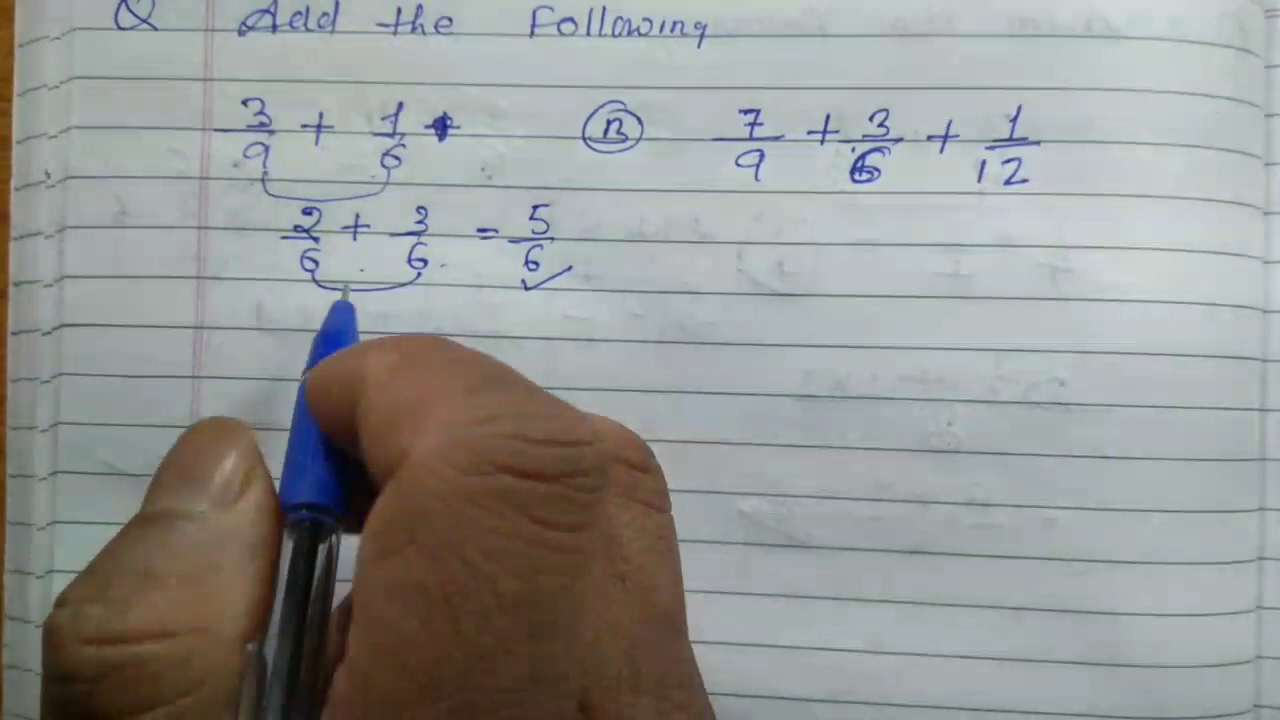 Q Add the Following
3/9 + 1/6 B 7/9 + 3/6 + 1/12
2/6 + 3/6 = 5/6